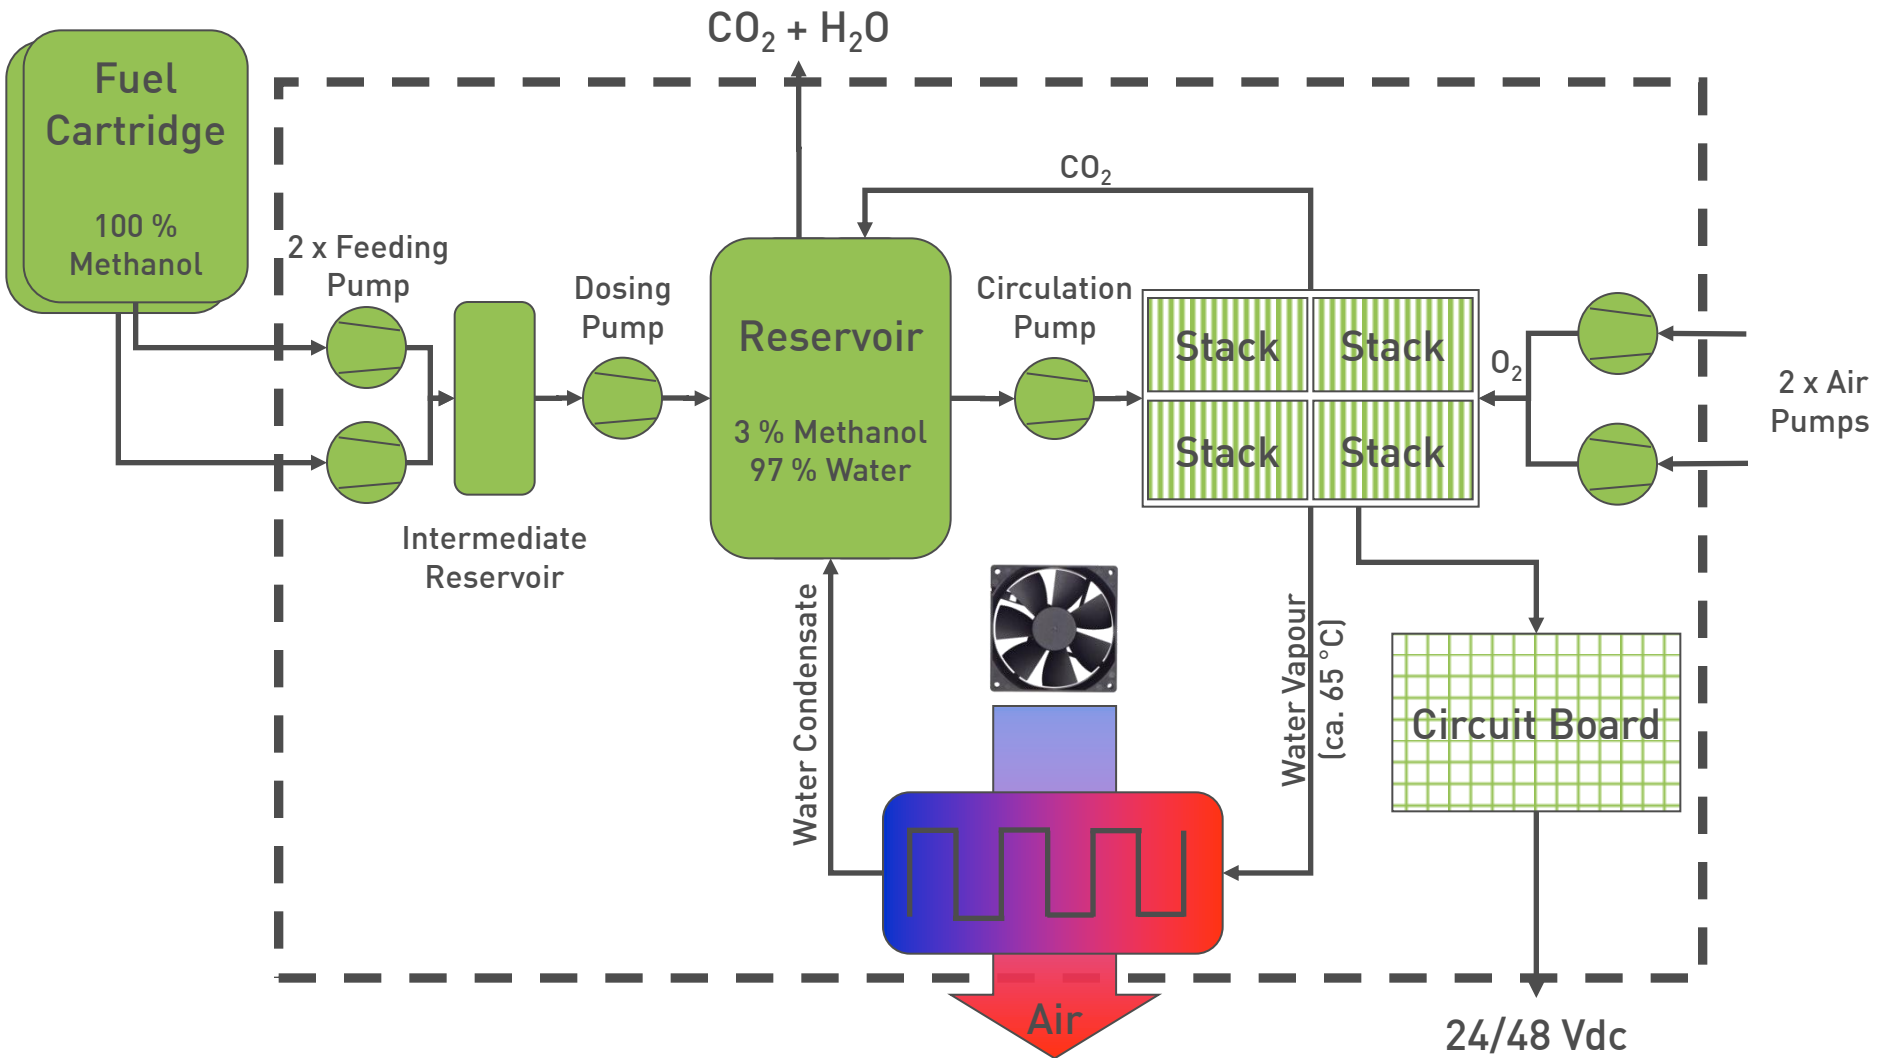 CO₂ + H₂O
Fuel
Cartridge
100 %
Methanol
CO₂
2 x Feeding
Pump
Dosing
Pump
Reservoir
3 % Methanol
97 % Water
Circulation
Pump
Stack
Stack
Stack
Stack
O₂
2 x Air
Pumps
Intermediate
Reservoir
Water Condensate
Water Vapour
(ca. 65 °C)
Circuit Board
Air
24/48 Vdc